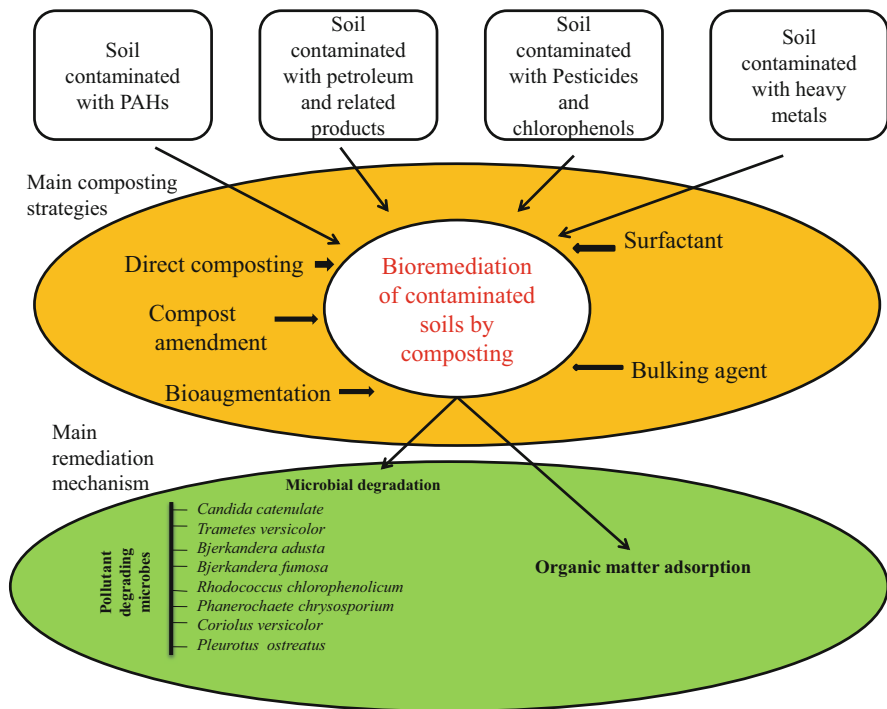 Soil
contaminated
with PAHs
Soil
contaminated
with petroleum
and related
products
Soil
contaminated
with Pesticides
and
chlorophenols
Soil
contaminated
with heavy
metals
Main composting
strategies
Direct composting
Compost
amendment
Bioaugmentation
Bioremediation
of contaminated
soils by
composting
Surfactant
Bulking agent
Main
remediation
mechanism
Microbial degradation
Pollutant
degrading
microbes
Candida catenulate
Trametes versicolor
Bjerkandera adusta
Bjerkandera fumosa
Rhodococcus chlorophenolicum
Phanerochaete chrysosporium
Coriolus versicolor
Pleurotus ostreatus
Organic matter adsorption